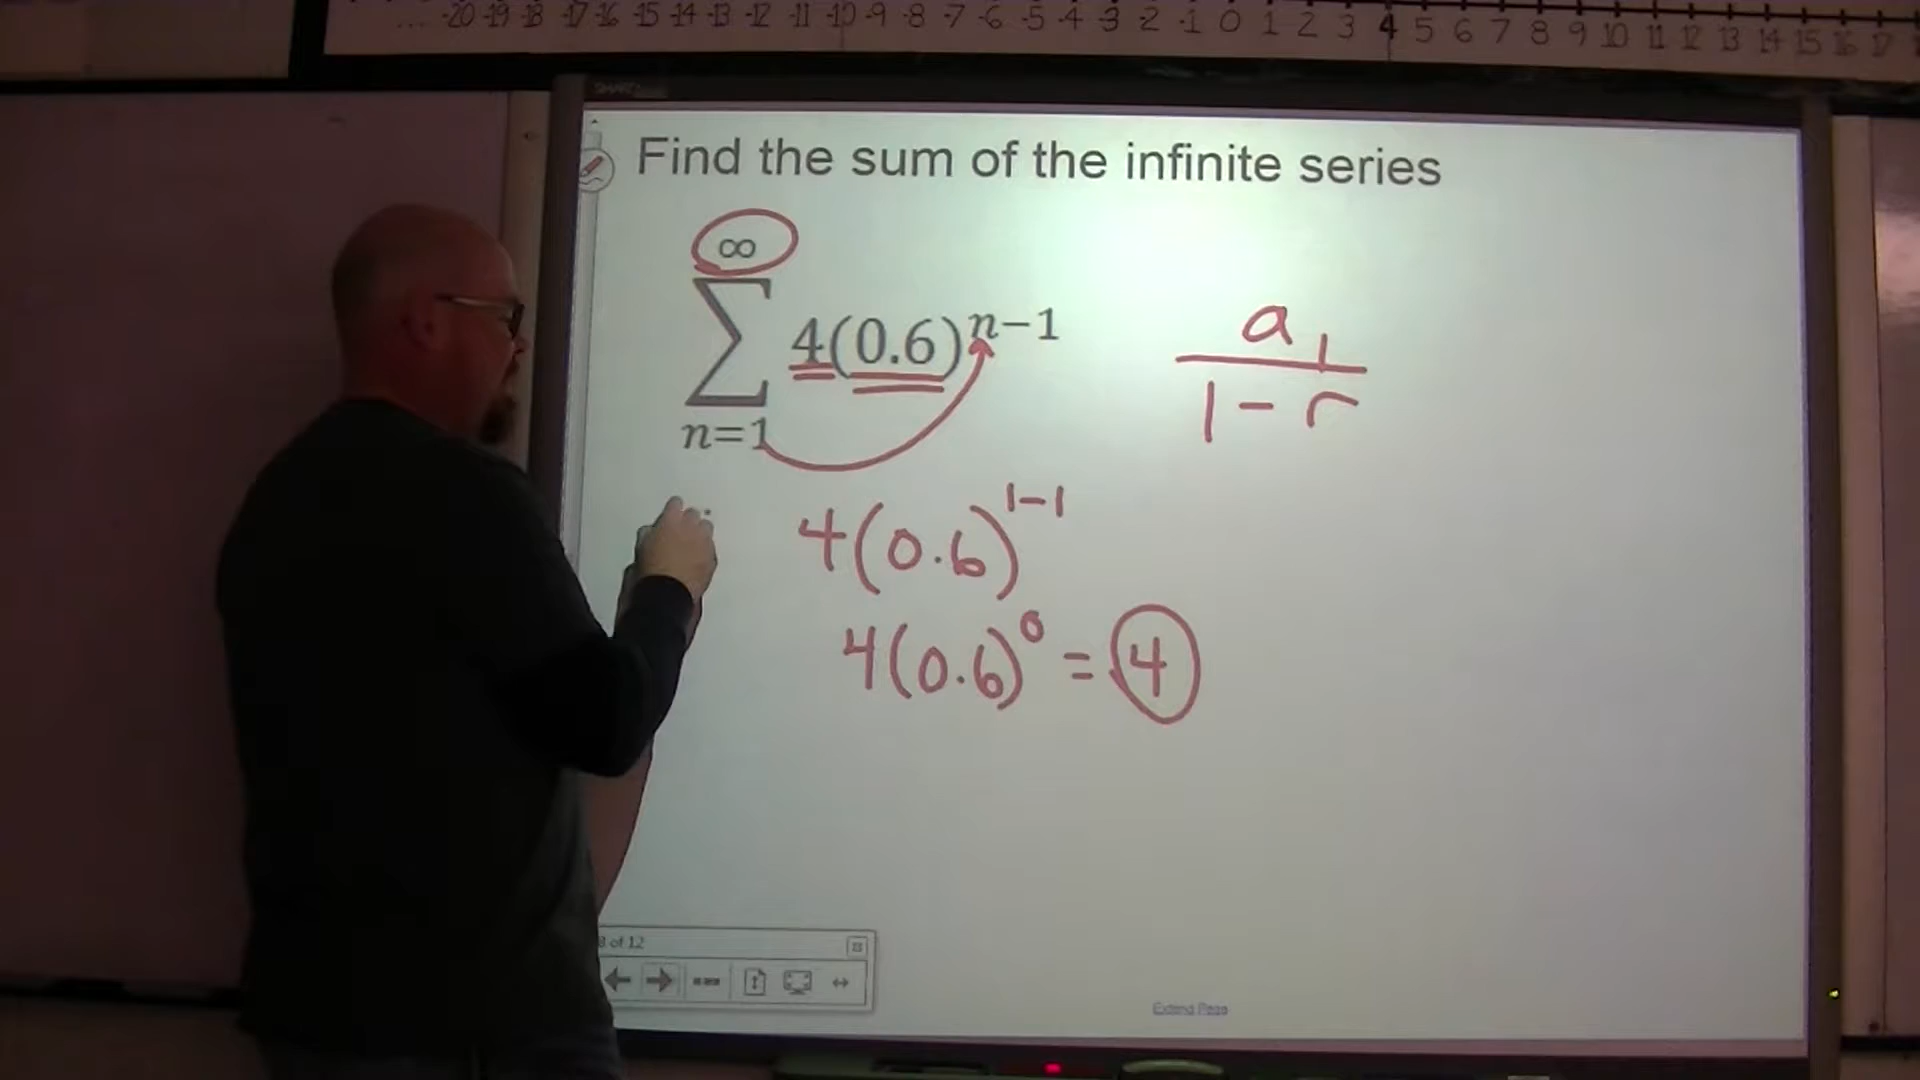 .... -20 -19 -18 -17 -16 -15 -14 -13 -12 -11 -10 -9 -8 -7 -6 -5 -4 -3 -2 -1 0 1 2 3 4 5 6 7 8 9 10 11 12 13 14 15 16 17
SMART
Find the sum of the infinite series
∞
∑ 4(0.6)^{n-1}
n=1
a₁
1 - r
4(0.6)^{1-1}
4(0.6)^{0} = 4
8 of 12
Extend Page